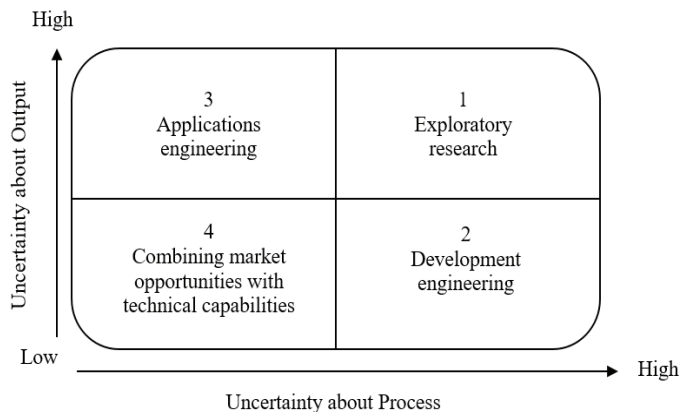 High
Uncertainty about Output
3
Applications
engineering
1
Exploratory
research
4
Combining market
opportunities with
technical capabilities
2
Development
engineering
Low
High
Uncertainty about Process